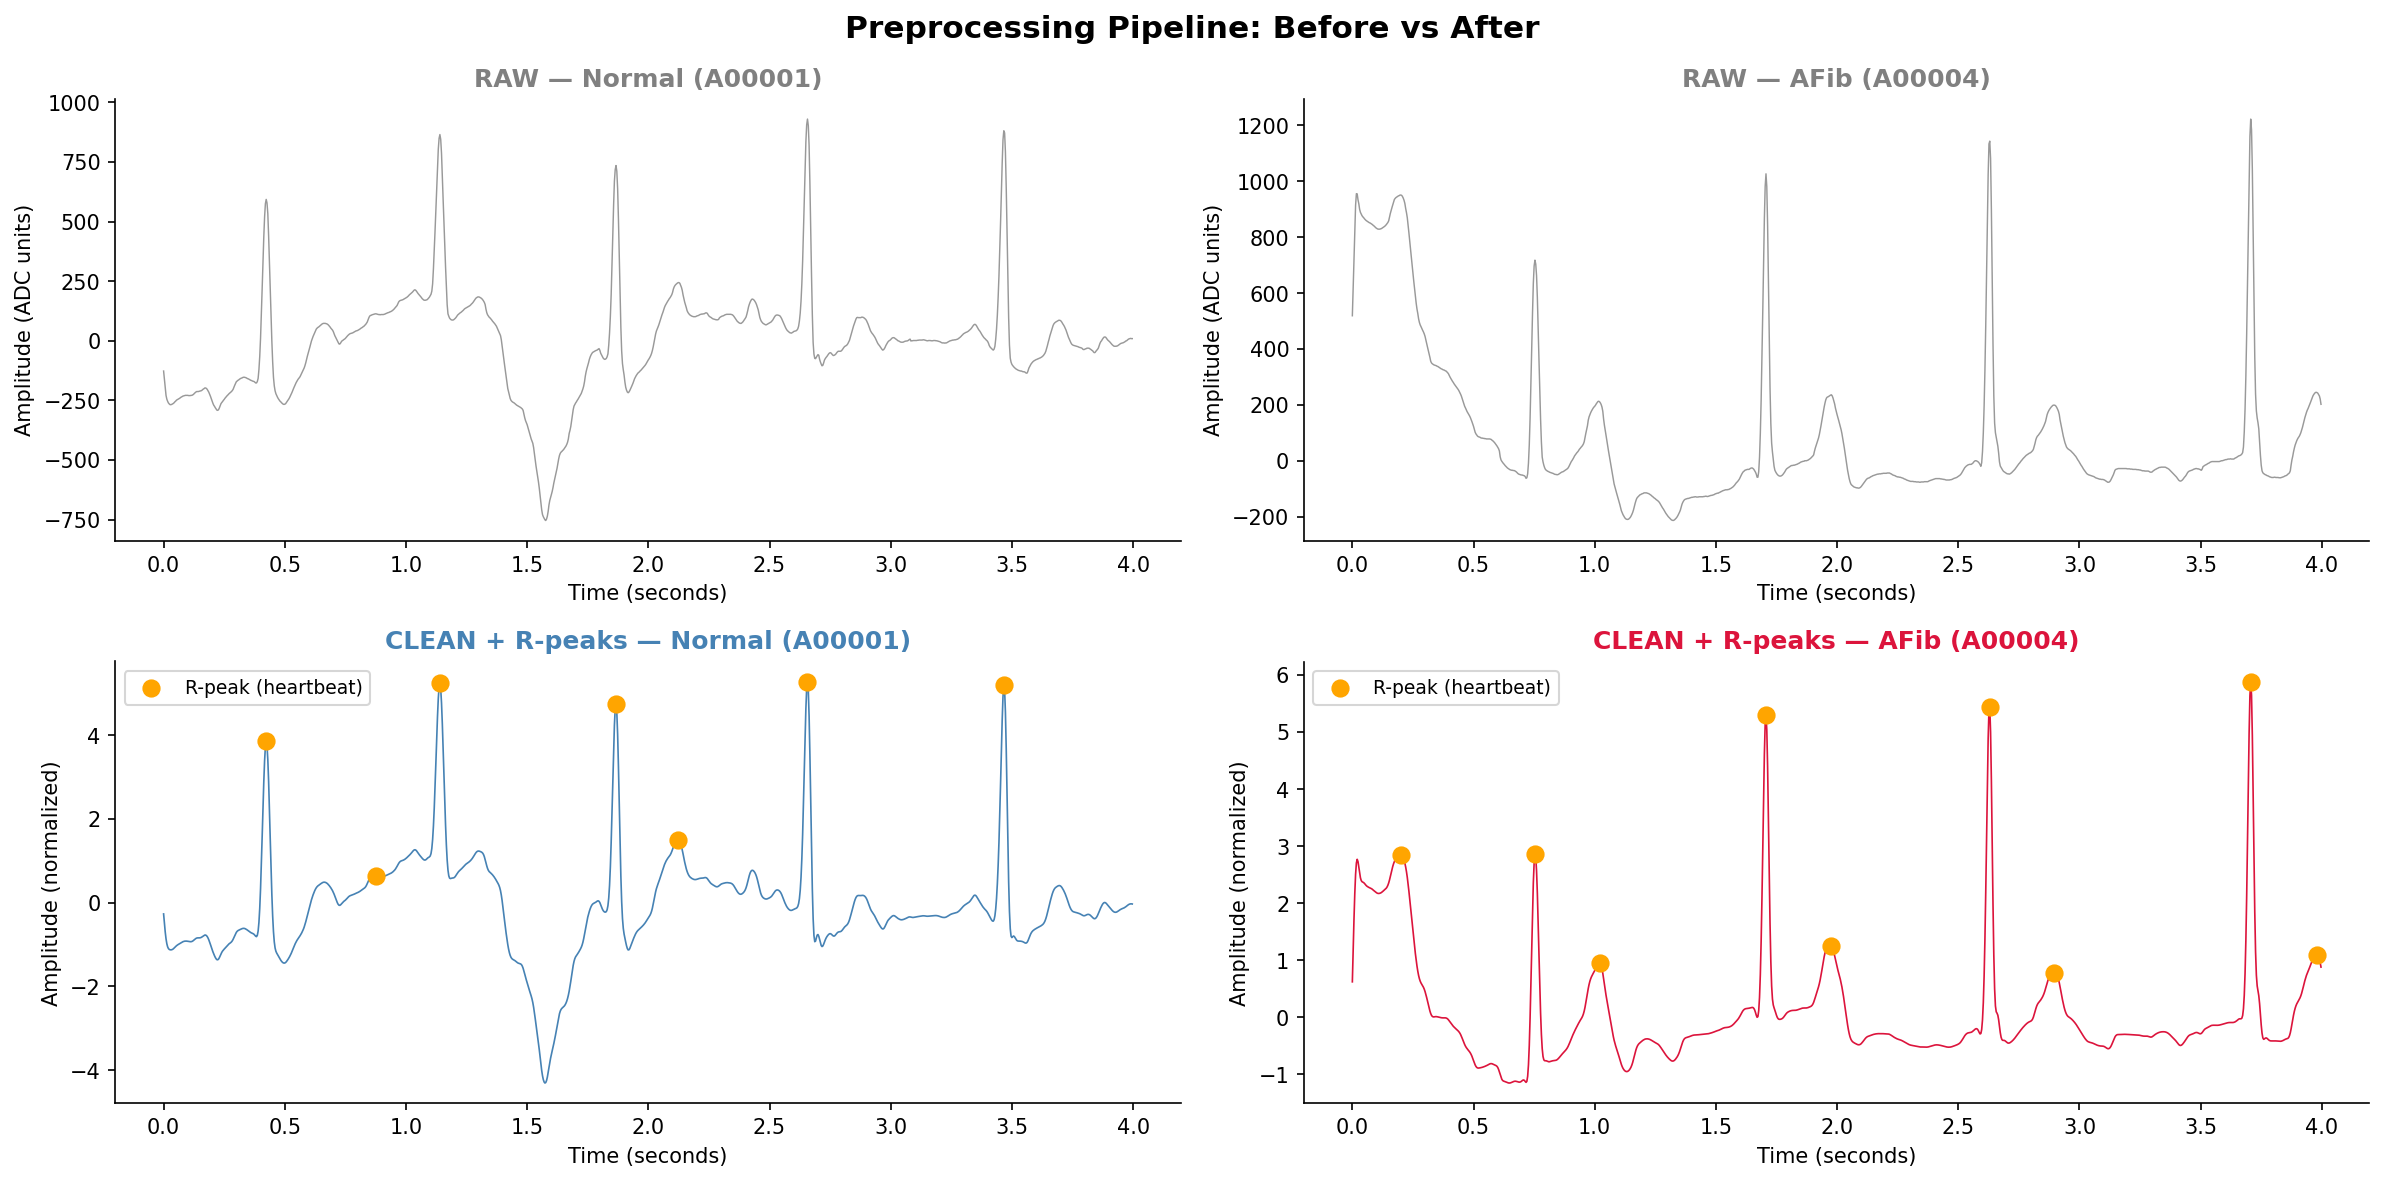 Preprocessing Pipeline: Before vs After
RAW — Normal (A00001)
1000
750
500
250
0
−250
−500
−750
Amplitude (ADC units)
0.0 0.5 1.0 1.5 2.0 2.5 3.0 3.5 4.0
Time (seconds)
RAW — AFib (A00004)
1200
1000
800
600
400
200
0
−200
Amplitude (ADC units)
0.0 0.5 1.0 1.5 2.0 2.5 3.0 3.5 4.0
Time (seconds)
CLEAN + R-peaks — Normal (A00001)
R-peak (heartbeat)
4
2
0
−2
−4
Amplitude (normalized)
0.0 0.5 1.0 1.5 2.0 2.5 3.0 3.5 4.0
Time (seconds)
CLEAN + R-peaks — AFib (A00004)
R-peak (heartbeat)
6
5
4
3
2
1
0
−1
Amplitude (normalized)
0.0 0.5 1.0 1.5 2.0 2.5 3.0 3.5 4.0
Time (seconds)